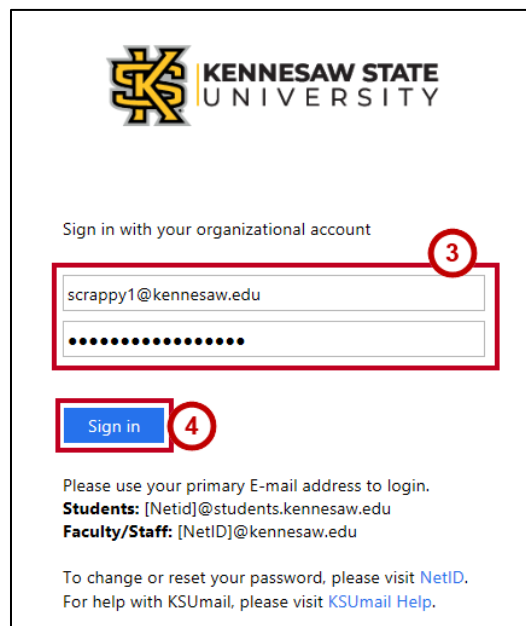 KS
KENNESAW STATE
UNIVERSITY
Sign in with your organizational account
3
scrappy1@kennesaw.edu
•••••••••••••••••
Sign in
4
Please use your primary E-mail address to login.
Students: [Netid]@students.kennesaw.edu
Faculty/Staff: [NetID]@kennesaw.edu
To change or reset your password, please visit NetID.
For help with KSUmail, please visit KSUmail Help.